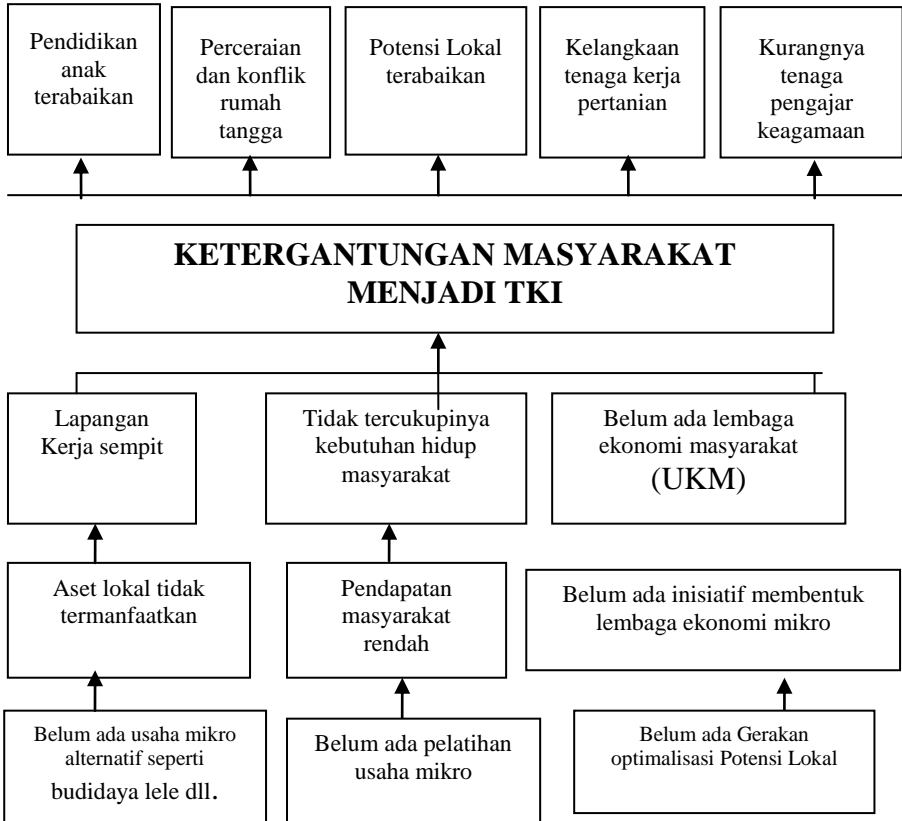 Pendidikan
anak
terabaikan
Perceraian
dan konflik
rumah
tangga
Potensi Lokal
terabaikan
Kelangkaan
tenaga kerja
pertanian
Kurangnya
tenaga
pengajar
keagamaan
KETERGANTUNGAN MASYARAKAT
MENJADI TKI
Lapangan
Kerja sempit
Tidak tercukupinya
kebutuhan hidup
masyarakat
Belum ada lembaga
ekonomi masyarakat
(UKM)
Aset lokal tidak
termanfaatkan
Pendapatan
masyarakat
rendah
Belum ada inisiatif membentuk
lembaga ekonomi mikro
Belum ada usaha mikro
alternatif seperti
budidaya lele dll.
Belum ada pelatihan
usaha mikro
Belum ada Gerakan
optimalisasi Potensi Lokal